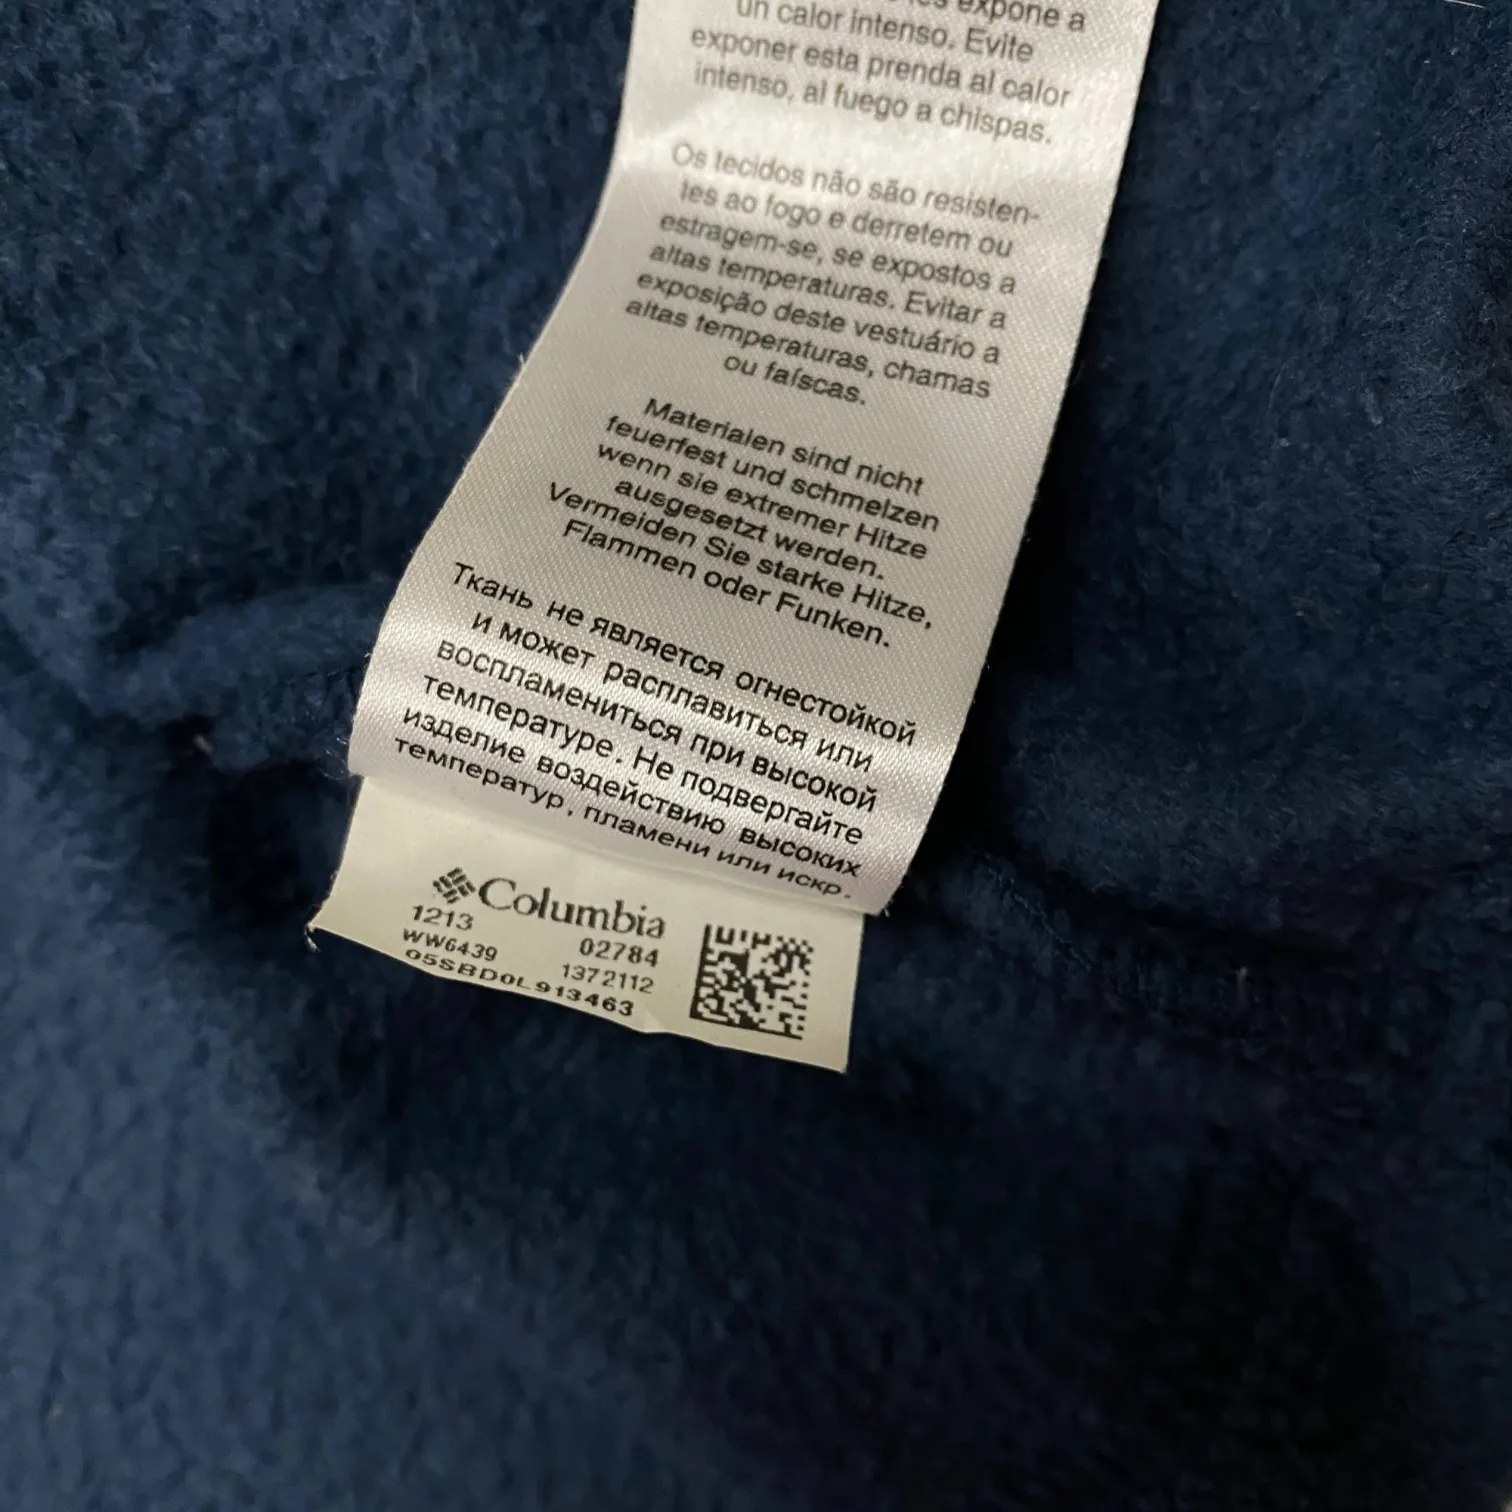 expone a
un calor intenso. Evite
exponer esta prenda al calor
intenso, al fuego a chispas.
Os tecidos não são resisten-
tes ao fogo e derretem ou
estragem-se, se expostos a
altas temperaturas. Evitar a
exposição deste vestuário a
altas temperaturas, chamas
ou faíscas.
Materialen sind nicht
feuerfest und schmelzen
wenn sie extremer Hitze
ausgesetzt werden.
Vermeiden Sie starke Hitze,
Flammen oder Funken.
Ткань не является огнестойкой
и может расплавиться или
воспламениться при высокой
температуре. Не подвергайте
изделие воздействию высоких
температур, пламени или искр.
Columbia
1213 02784
WW6439 1372112
05SBD0L913463